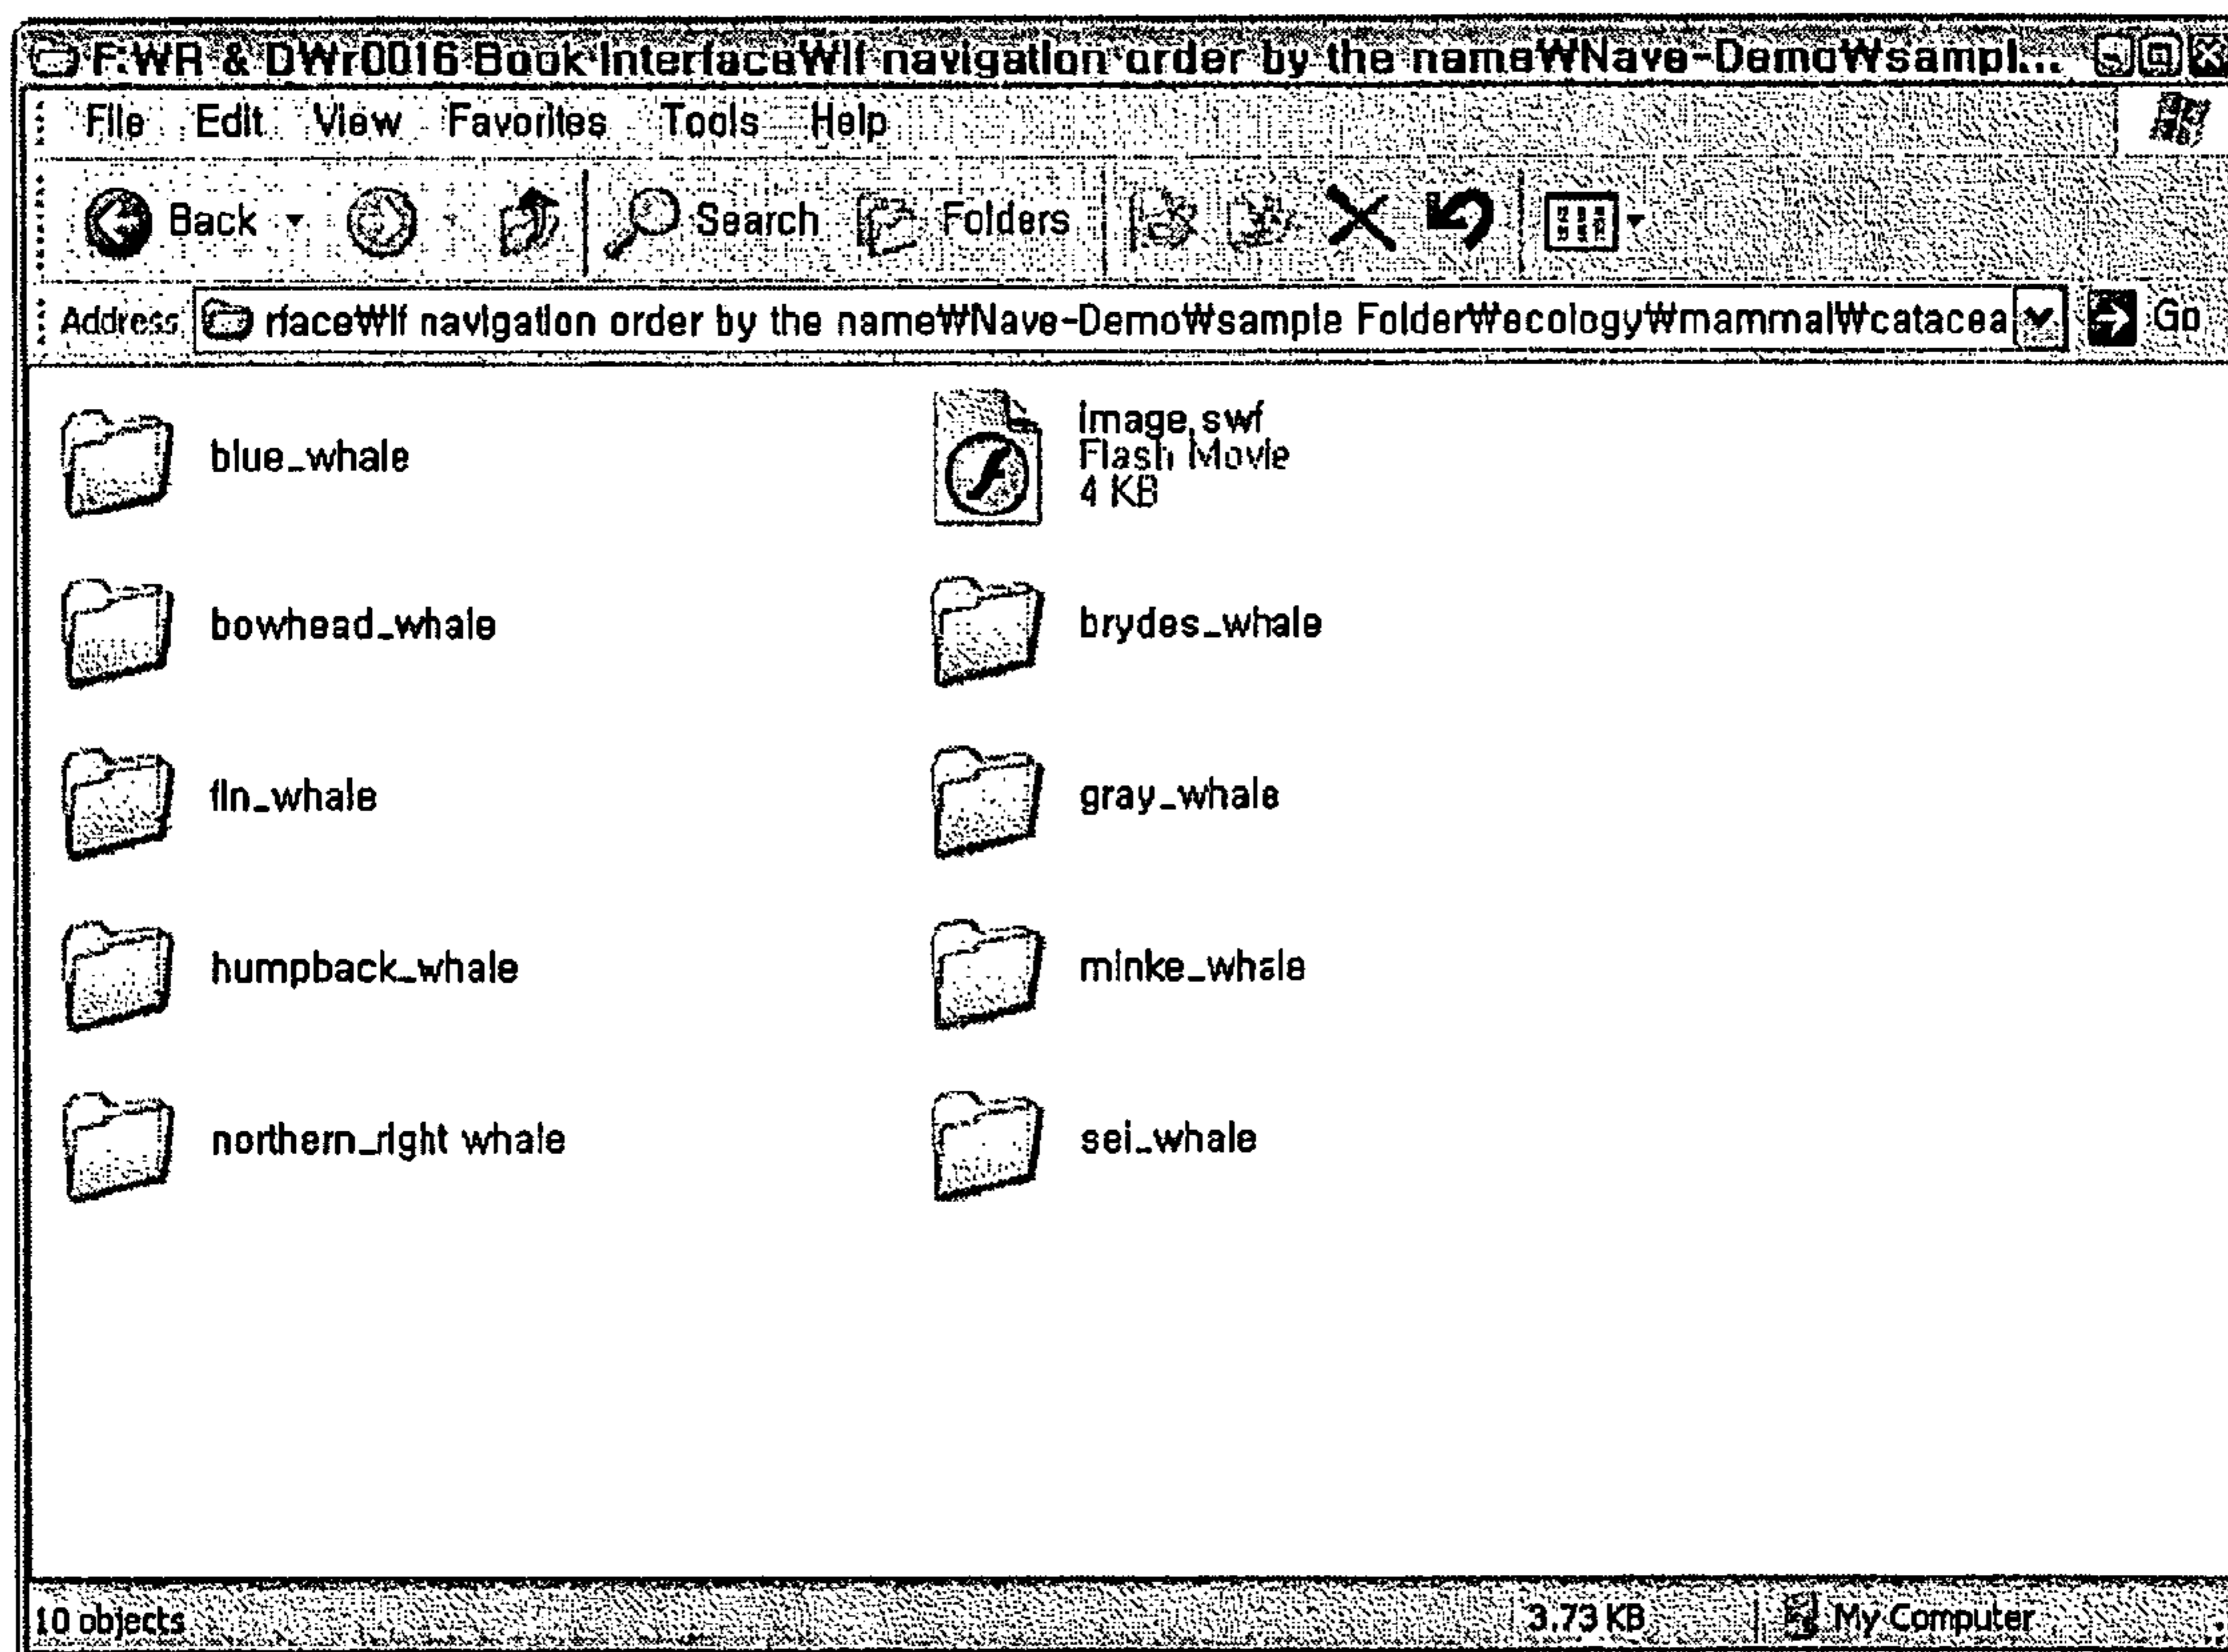 F:₩R & D₩r0016 Book Interface₩If navigation order by the name₩Nave-Demo₩sampl...
File Edit View Favorites Tools Help
Back Search Folders
Address rface₩If navigation order by the name₩Nave-Demo₩sample Folder₩ecology₩mammal₩catacea Go
blue_whale
image.swf
Flash Movie
4 KB
bowhead_whale brydes_whale
fin_whale gray_whale
humpback_whale minke_whale
northern_right whale sei_whale
10 objects 3.73 KB My Computer